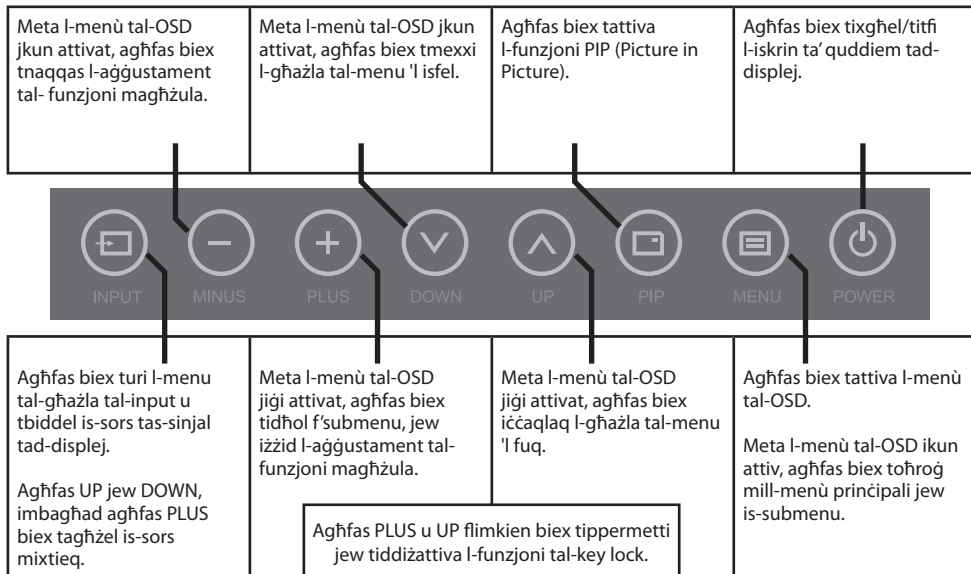 Meta l-menù tal-OSD
jkun attivat, agħfas biex
tnaqqas l-aġġustament
tal- funzjoni magħżula.
Meta l-menù tal-OSD jkun
attivat, agħfas biex tmexxi
l-għażla tal-menu 'l isfel.
Agħfas biex tattiva
l-funzjoni PIP (Picture in
Picture).
Agħfas biex tixgħel/titfi
l-iskrin ta' quddiem tad-
displej.
INPUT MINUS PLUS DOWN UP PIP MENU POWER
Agħfas biex turi l-menu
tal-għażla tal-input u
tbiddel is-sors tas-sinjal
tad-displej.
Agħfas UP jew DOWN,
imbagħad agħfas PLUS
biex tagħżel is-sors
mixtieq.
Meta l-menù tal-OSD
jiġi attivat, agħfas biex
tidħol f'submenu, jew
iżżid l-aġġustament tal-
funzjoni magħżula.
Meta l-menù tal-OSD
jiġi attivat, agħfas biex
iċċaqlaq l-għażla tal-menu
'l fuq.
Agħfas biex tattiva l-menù
tal-OSD.
Meta l-menù tal-OSD ikun
attiv, agħfas biex toħroġ
mill-menù prinċipali jew
is-submenu.
Agħfas PLUS u UP flimkien biex tippermetti
jew tiddiżattiva l-funzjoni tal-key lock.